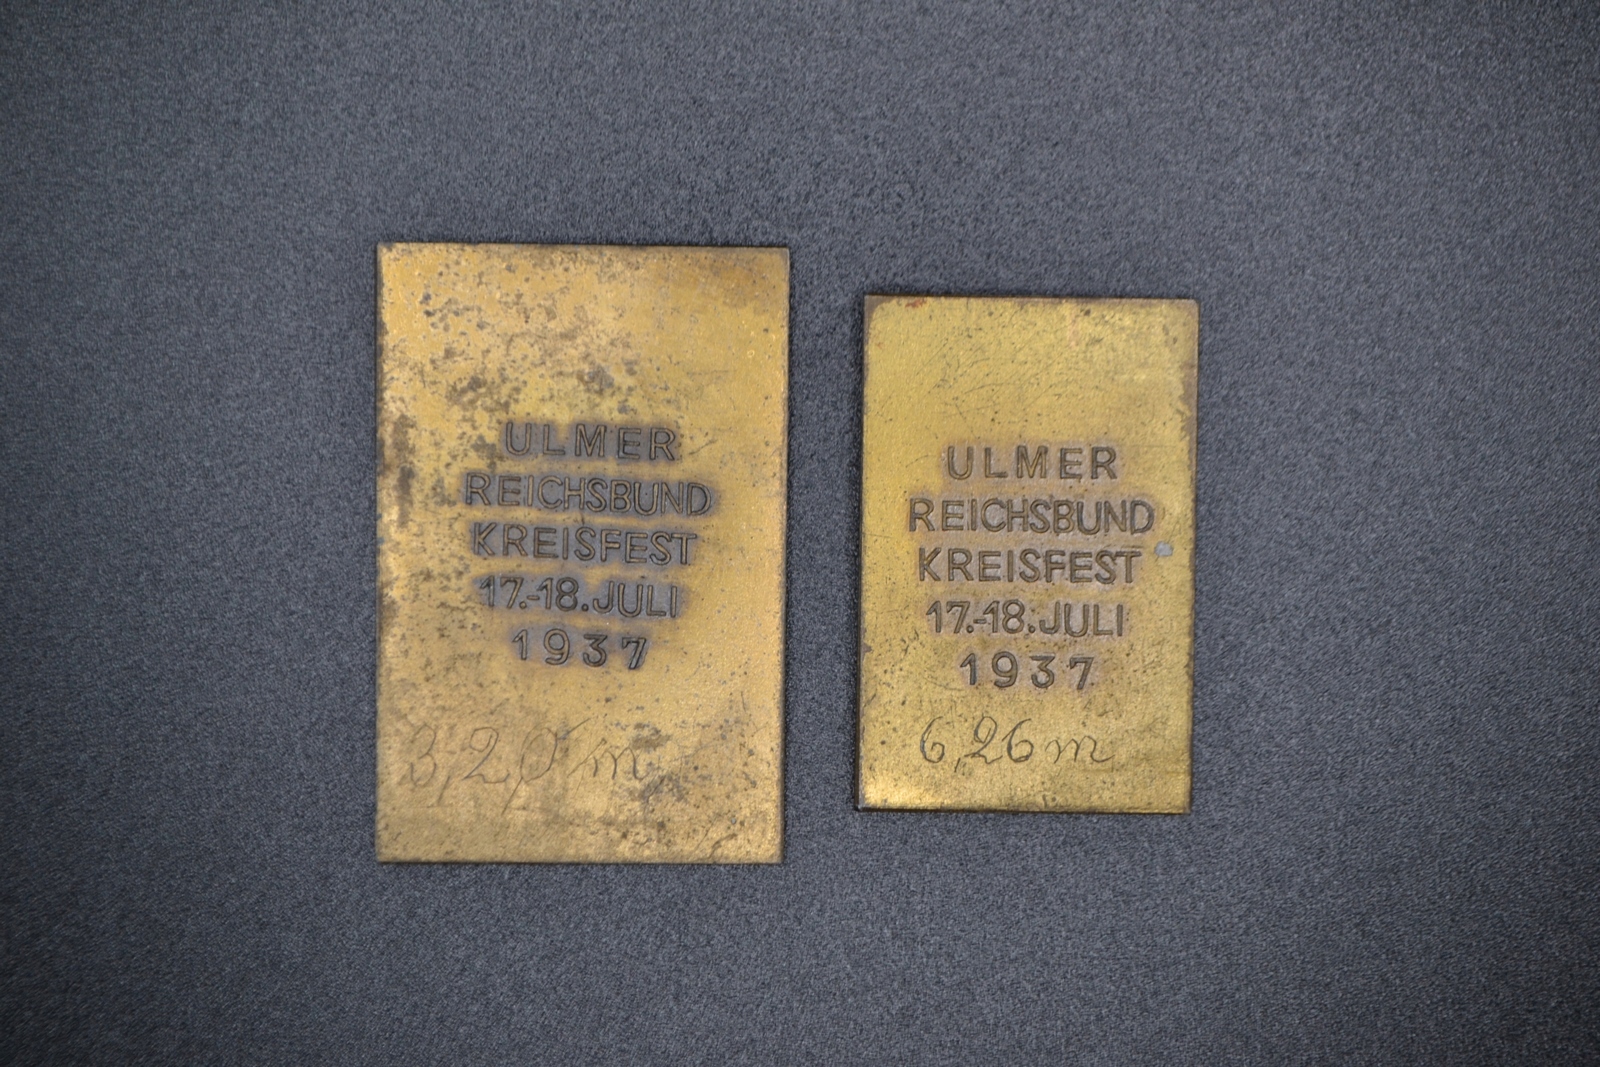 ULMER
REICHSBUND
KREISFEST
17.-18.JULI
1937
3,20 m
ULMER
REICHSBUND
KREISFEST
17.-18.JULI
1937
6,26 m